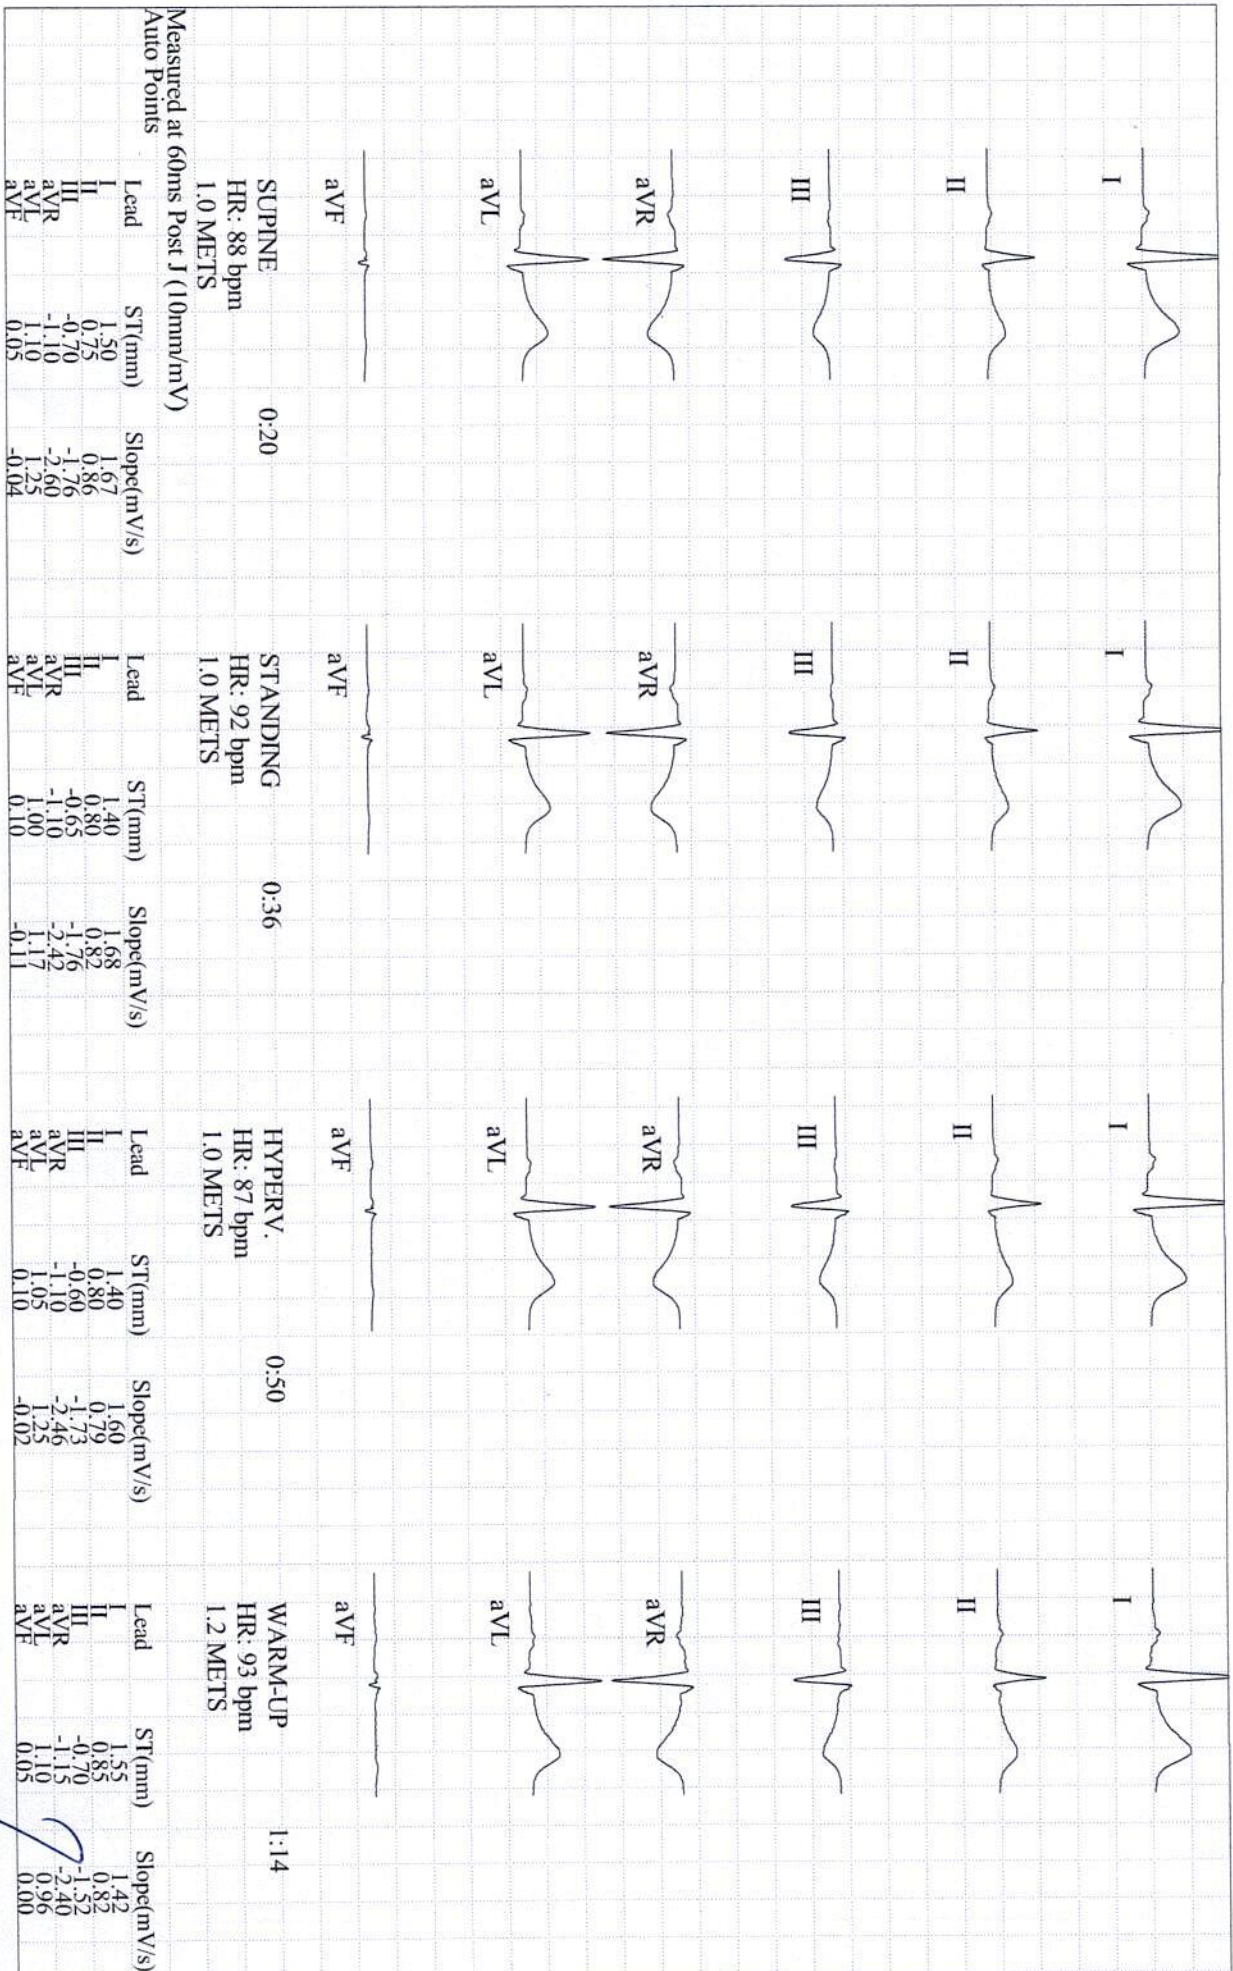 I
II
III
aVR
aVL
aVF
SUPINE 0:20
HR: 88 bpm
1.0 METS
Measured at 60ms Post J (10mm/mV)
Auto Points
Lead ST(mm) Slope(mV/s)
I 1.50 1.67
II 0.75 0.86
III -0.70 -1.76
aVR -1.10 -2.60
aVL 1.10 1.25
aVF 0.05 -0.04
I
II
III
aVR
aVL
aVF
STANDING 0:36
HR: 92 bpm
1.0 METS
Lead ST(mm) Slope(mV/s)
I 1.40 1.68
II 0.80 0.82
III -0.65 -1.76
aVR -1.10 -2.42
aVL 1.00 1.17
aVF 0.10 -0.11
I
II
III
aVR
aVL
aVF
HYPERV. 0:50
HR: 87 bpm
1.0 METS
Lead ST(mm) Slope(mV/s)
I 1.40 1.60
II 0.80 0.79
III -0.60 -1.73
aVR -1.10 -2.46
aVL 1.05 1.25
aVF 0.10 -0.02
I
II
III
aVR
aVL
aVF
WARM-UP 1:14
HR: 93 bpm
1.2 METS
Lead ST(mm) Slope(mV/s)
I 1.55 1.42
II 0.85 0.82
III -0.70 -1.52
aVR -1.15 -2.40
aVL 1.10 0.96
aVF 0.05 0.00